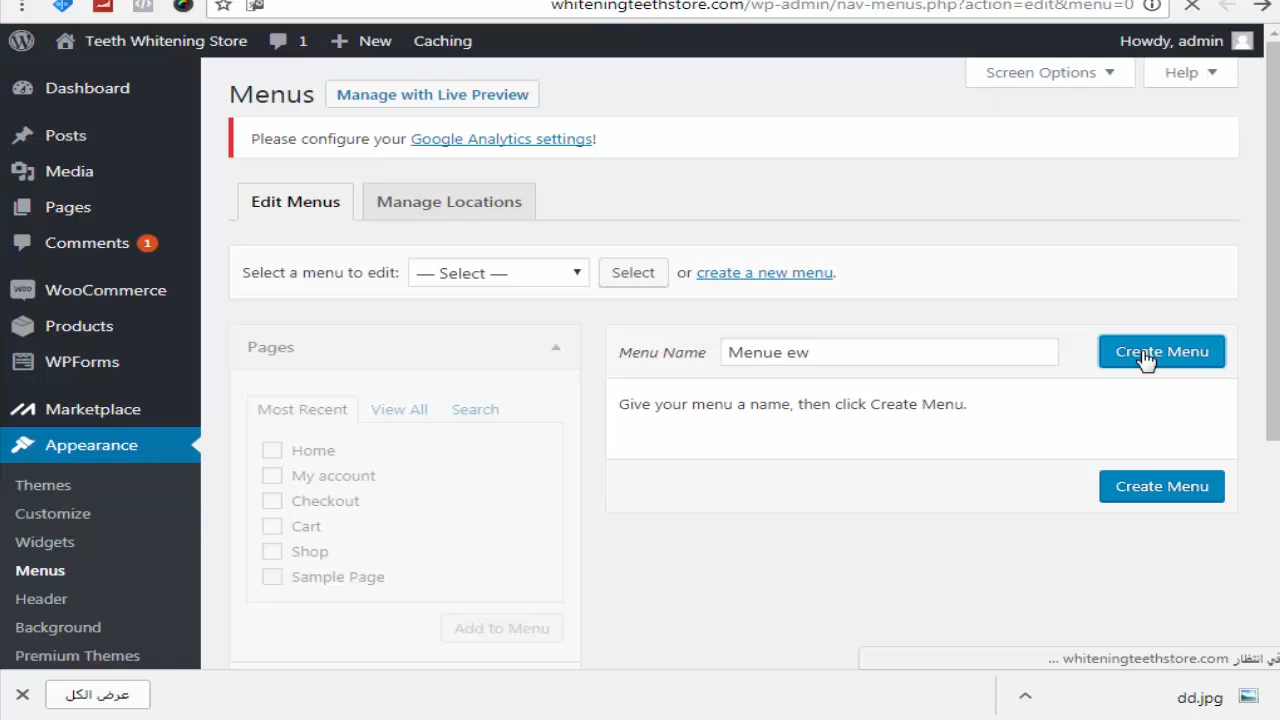 whiteningteethstore.com/wp-admin/nav-menus.php?action=edit&menu=0
Teeth Whitening Store 1 New Caching Howdy, admin
Screen Options Help
Dashboard
Posts
Media
Pages
Comments 1
WooCommerce
Products
WPForms
Marketplace
Appearance
Themes
Customize
Widgets
Menus
Header
Background
Premium Themes
Menus Manage with Live Preview
Please configure your Google Analytics settings!
Edit Menus Manage Locations
Select a menu to edit: — Select — Select or create a new menu.
Pages
Most Recent View All Search
Home
My account
Checkout
Cart
Shop
Sample Page
Add to Menu
Menu Name Menue ew Create Menu
Give your menu a name, then click Create Menu.
Create Menu
في انتظار whiteningteethstore.com ...
عرض الكل
dd.jpg